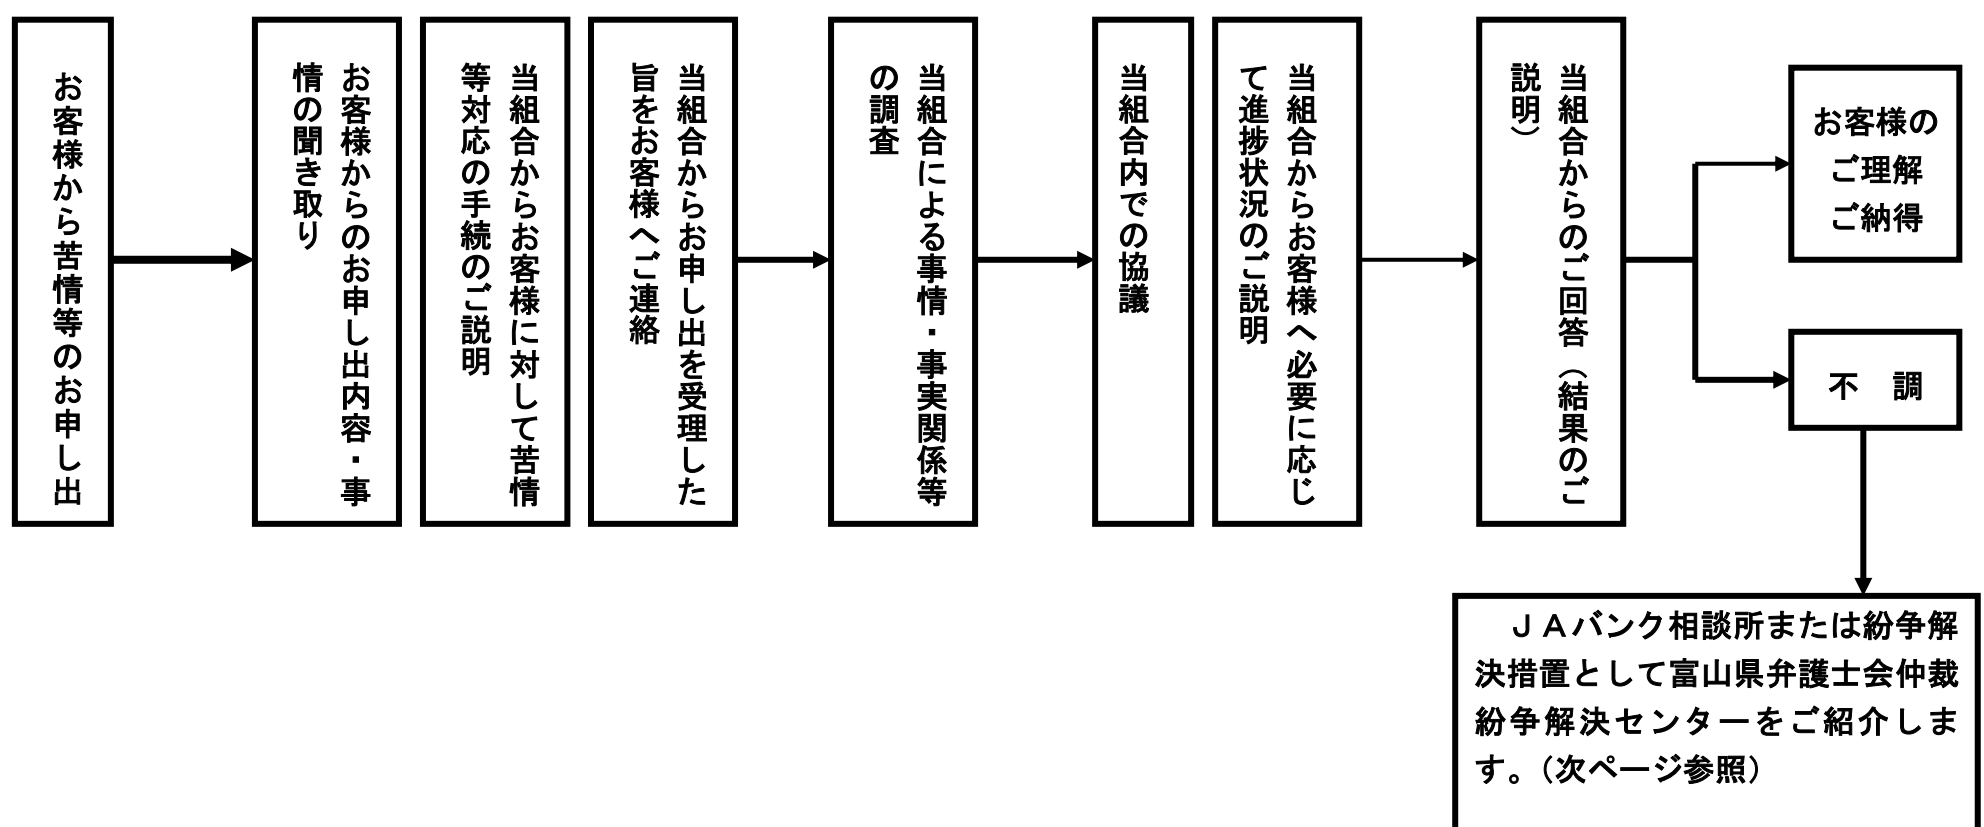 お客様から苦情等のお申し出
お客様からのお申し出内容・事
情の聞き取り
当組合からお客様に対して苦情
等対応の手続のご説明
当組合からお申し出を受理した
旨をお客様へご連絡
当組合による事情・事実関係等
の調査
当組合内での協議
当組合からお客様へ必要に応じ
て進捗状況のご説明
当組合からのご回答（結果のご
説明）
お客様の
ご理解
ご納得
不　調
ＪＡバンク相談所または紛争解
決措置として富山県弁護士会仲裁
紛争解決センターをご紹介しま
す。（次ページ参照）